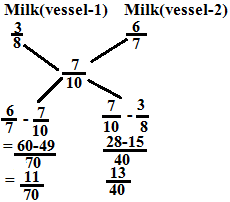 Milk(vessel-1) Milk(vessel-2)
3/8 6/7
7/10
6/7 - 7/10 7/10 - 3/8
= 60-49/70 28-15/40
= 11/70 13/40